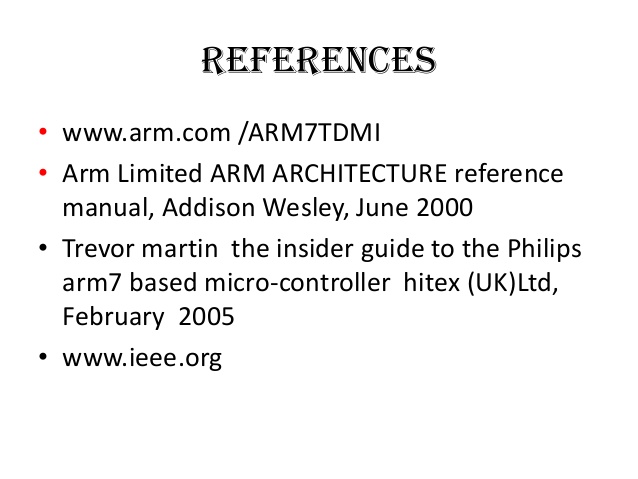 REFERENCES
• www.arm.com /ARM7TDMI
• Arm Limited ARM ARCHITECTURE reference
manual, Addison Wesley, June 2000
• Trevor martin  the insider guide to the Philips
arm7 based micro-controller  hitex (UK)Ltd,
February  2005
• www.ieee.org